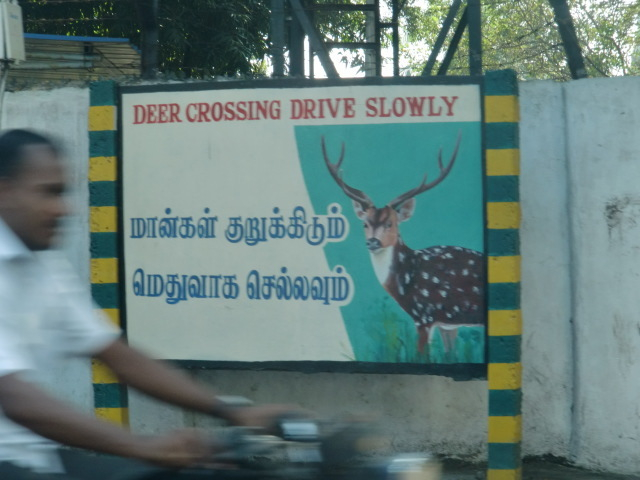 DEER CROSSING DRIVE SLOWLY
மான்கள் குறுக்கிடும்
மெதுவாக செல்லவும்